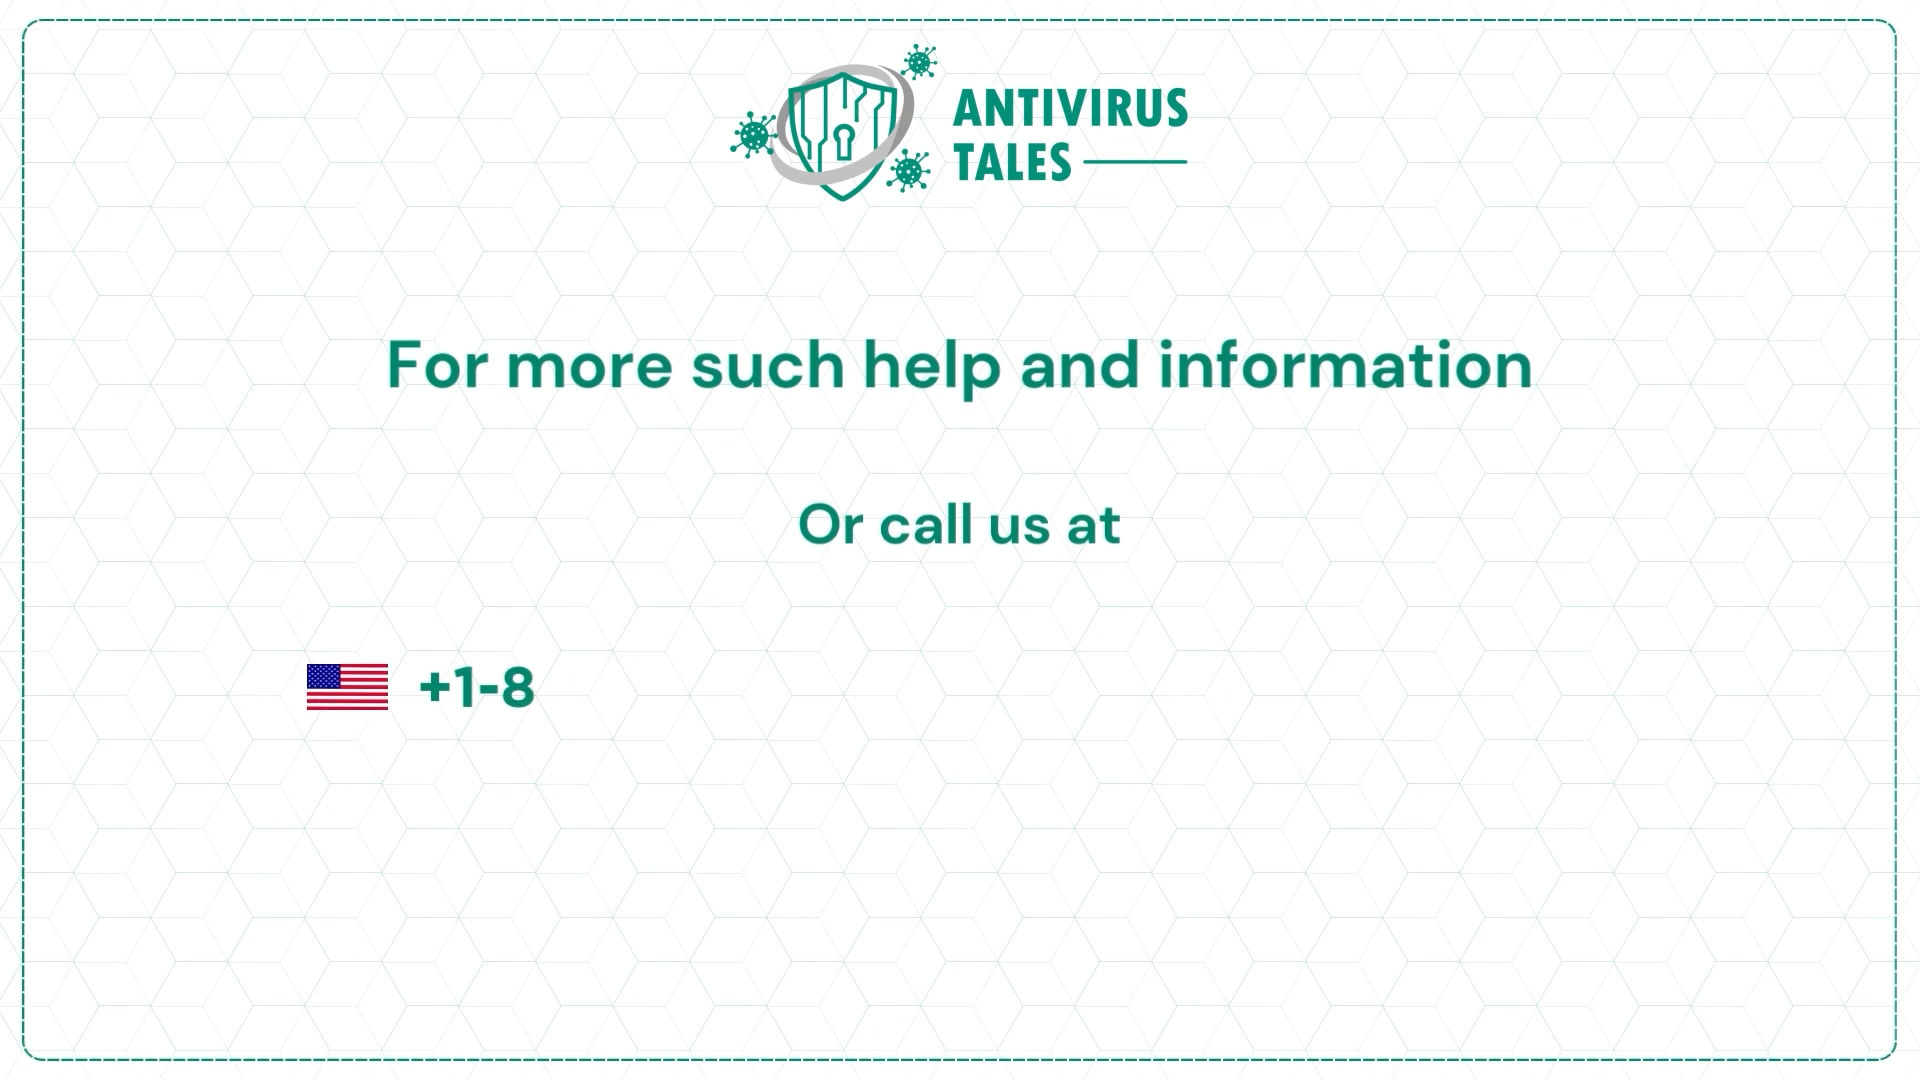 ANTIVIRUS
TALES
For more such help and information
Or call us at
+1-8